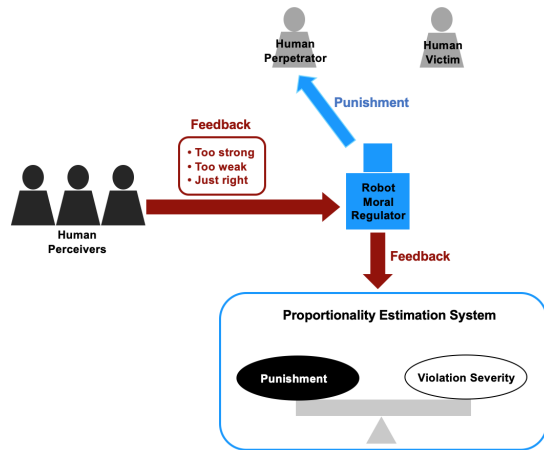 Human
Perpetrator
Human
Victim
Punishment
Feedback
• Too strong
• Too weak
• Just right
Robot
Moral
Regulator
Human
Perceivers
Feedback
Proportionality Estimation System
Punishment
Violation Severity